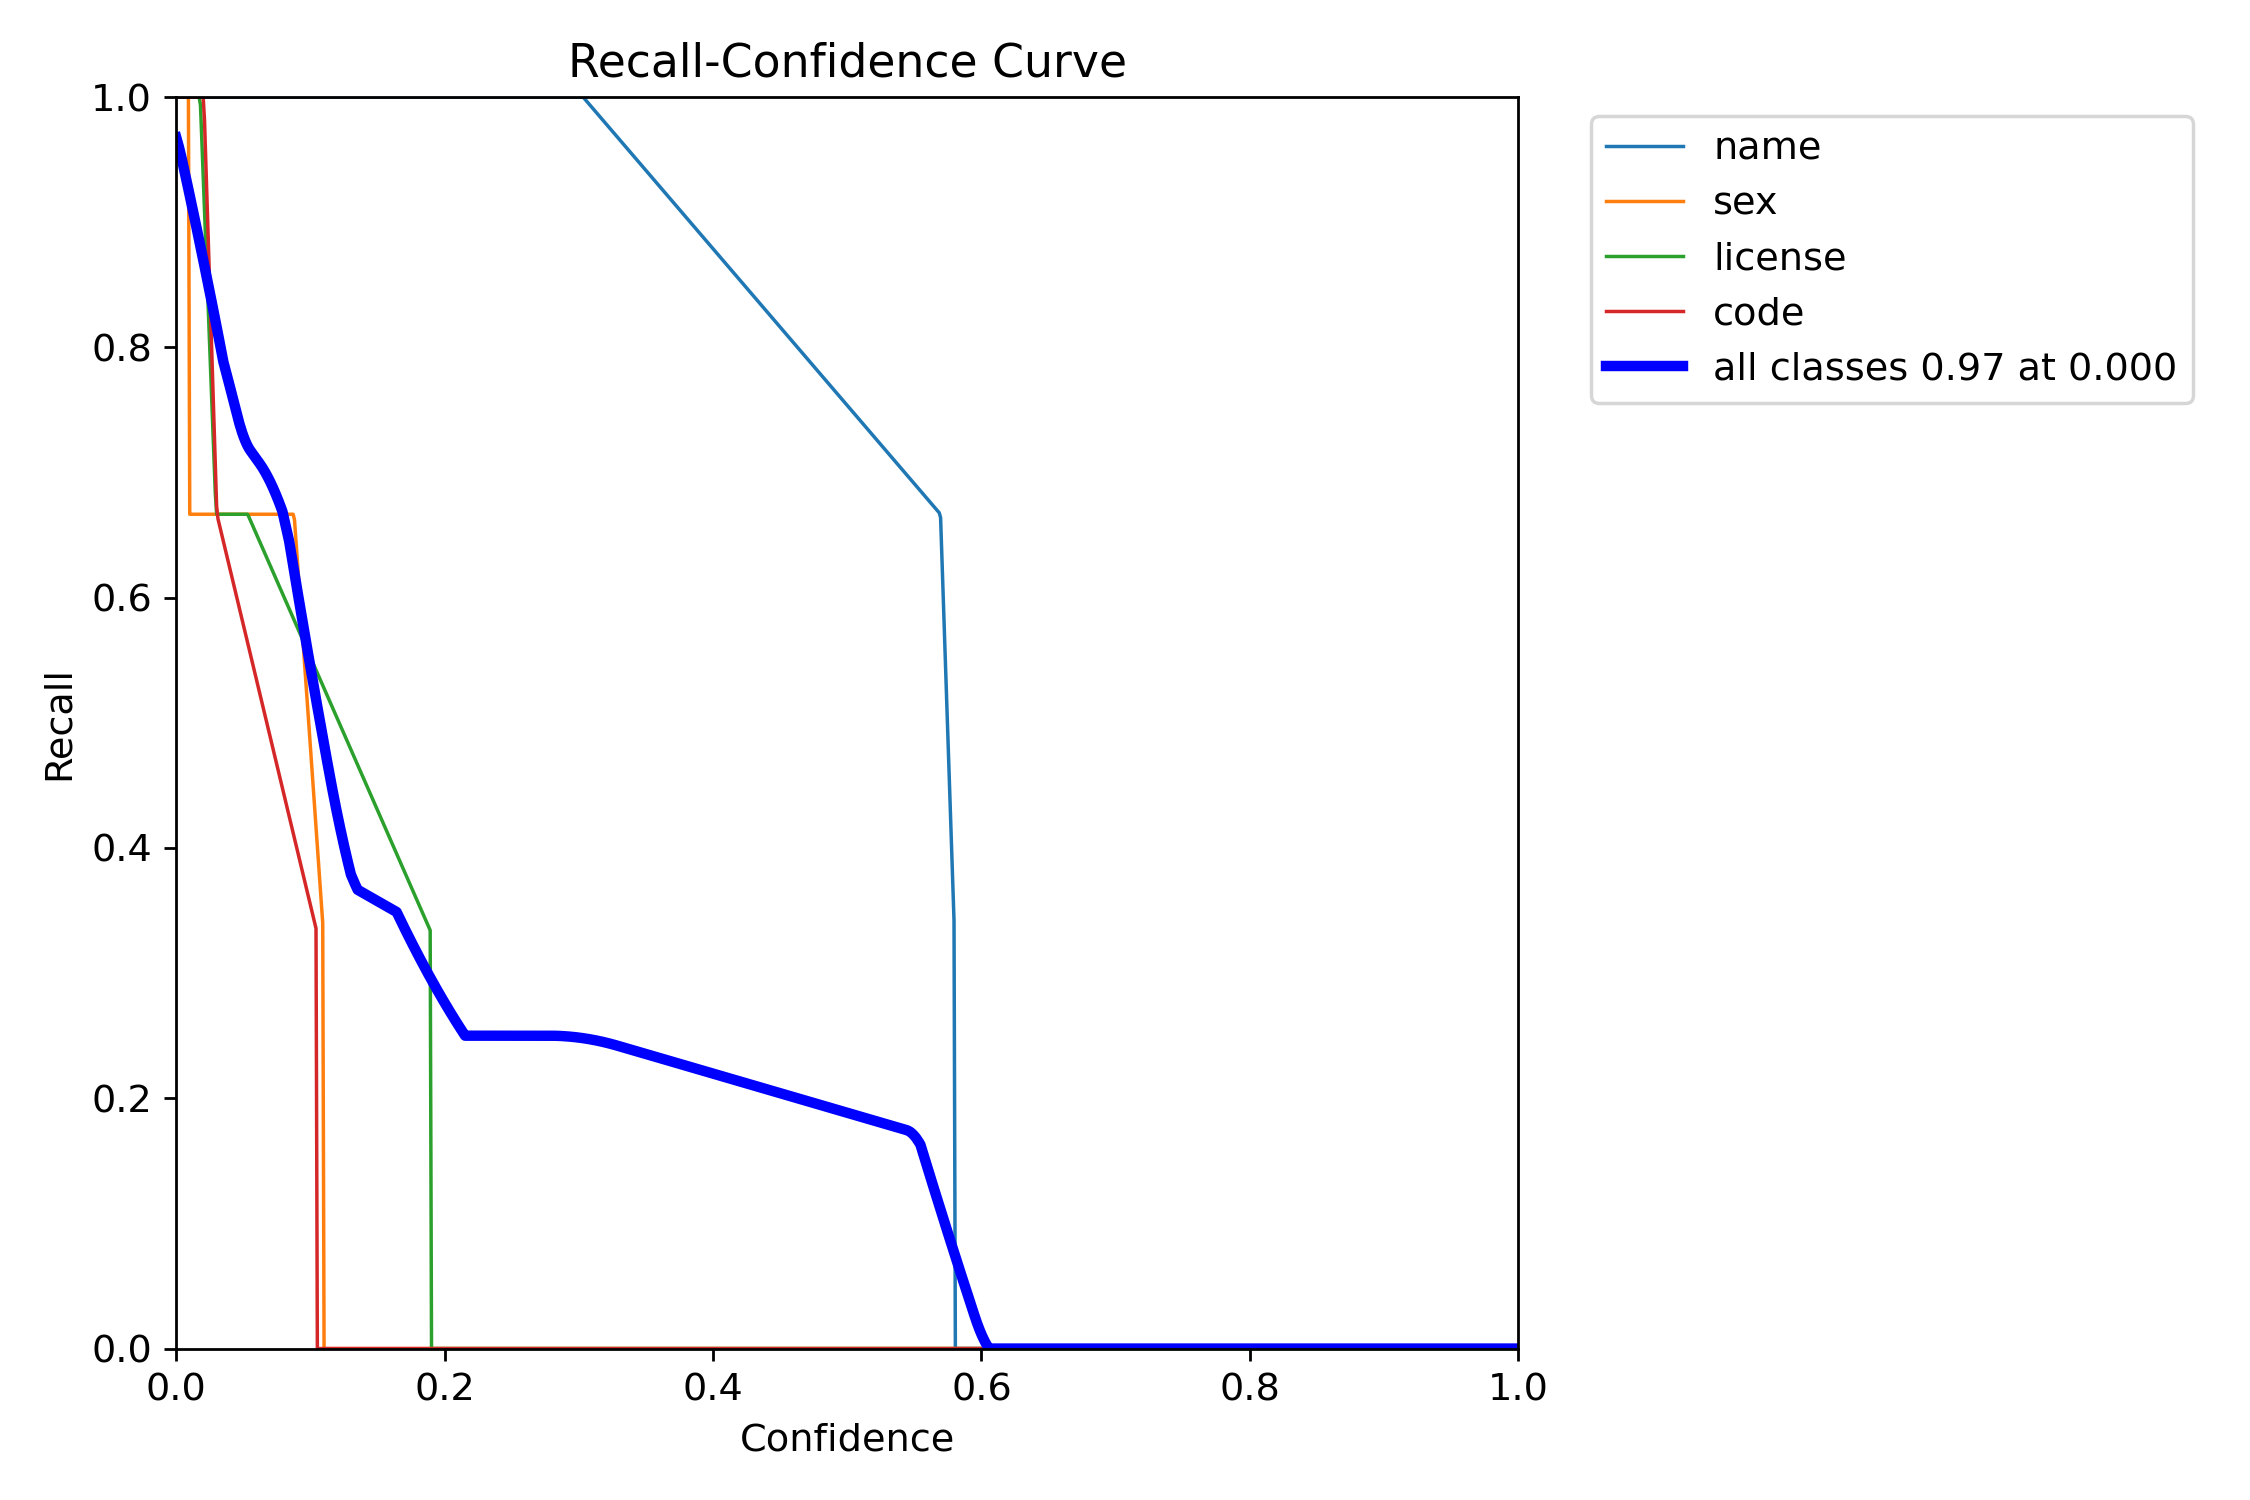 Recall-Confidence Curve
1.0
0.8
0.6
0.4
0.2
0.0
Recall
0.0 0.2 0.4 0.6 0.8 1.0
Confidence
name
sex
license
code
all classes 0.97 at 0.000